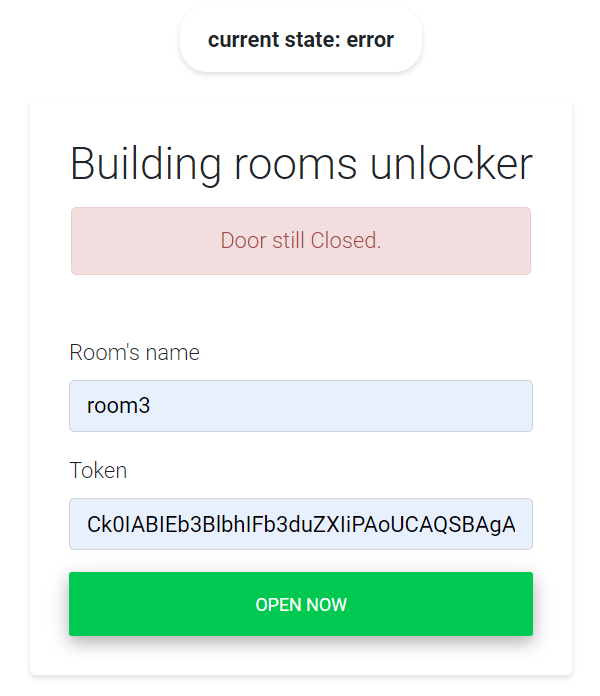 current state: error
Building rooms unlocker
Door still Closed.
Room's name
room3
Token
Ck0IABIEb3BlbhIFb3duZXIiPAoUCAQSBAgA
OPEN NOW